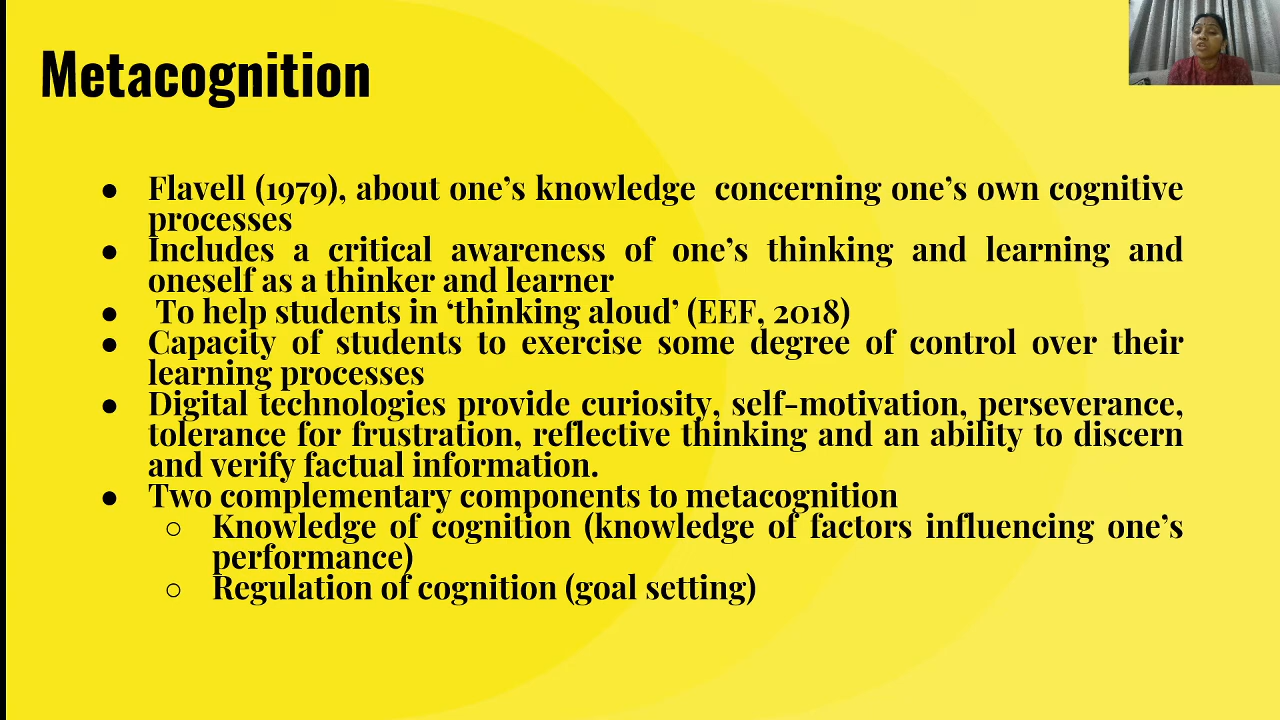 Metacognition
● Flavell (1979), about one’s knowledge  concerning one’s own cognitive
processes
● Includes a critical awareness of one’s thinking and learning and
oneself as a thinker and learner
● To help students in ‘thinking aloud’ (EEF, 2018)
● Capacity of students to exercise some degree of control over their
learning processes
● Digital technologies provide curiosity, self-motivation, perseverance,
tolerance for frustration, reflective thinking and an ability to discern
and verify factual information.
● Two complementary components to metacognition
○ Knowledge of cognition (knowledge of factors influencing one’s
performance)
○ Regulation of cognition (goal setting)